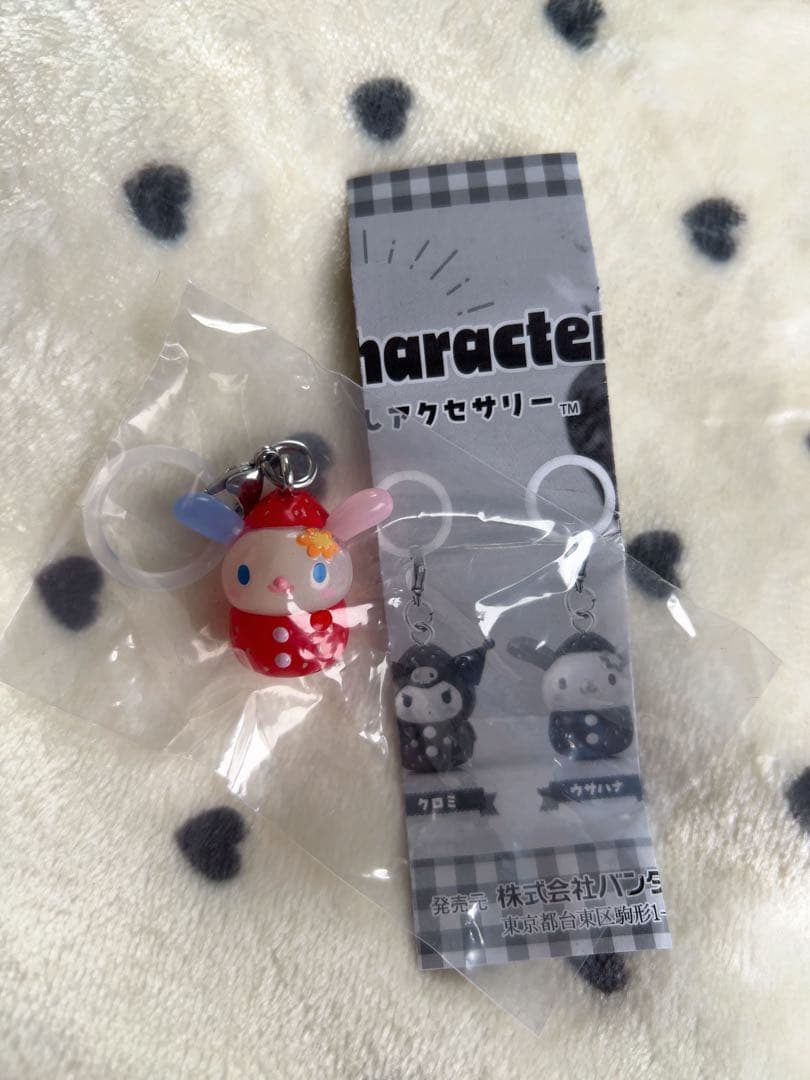 haracter
しアクセサリー™
クロミ
ウサハナ
発売元 株式会社バンダ
東京都台東区駒形1-